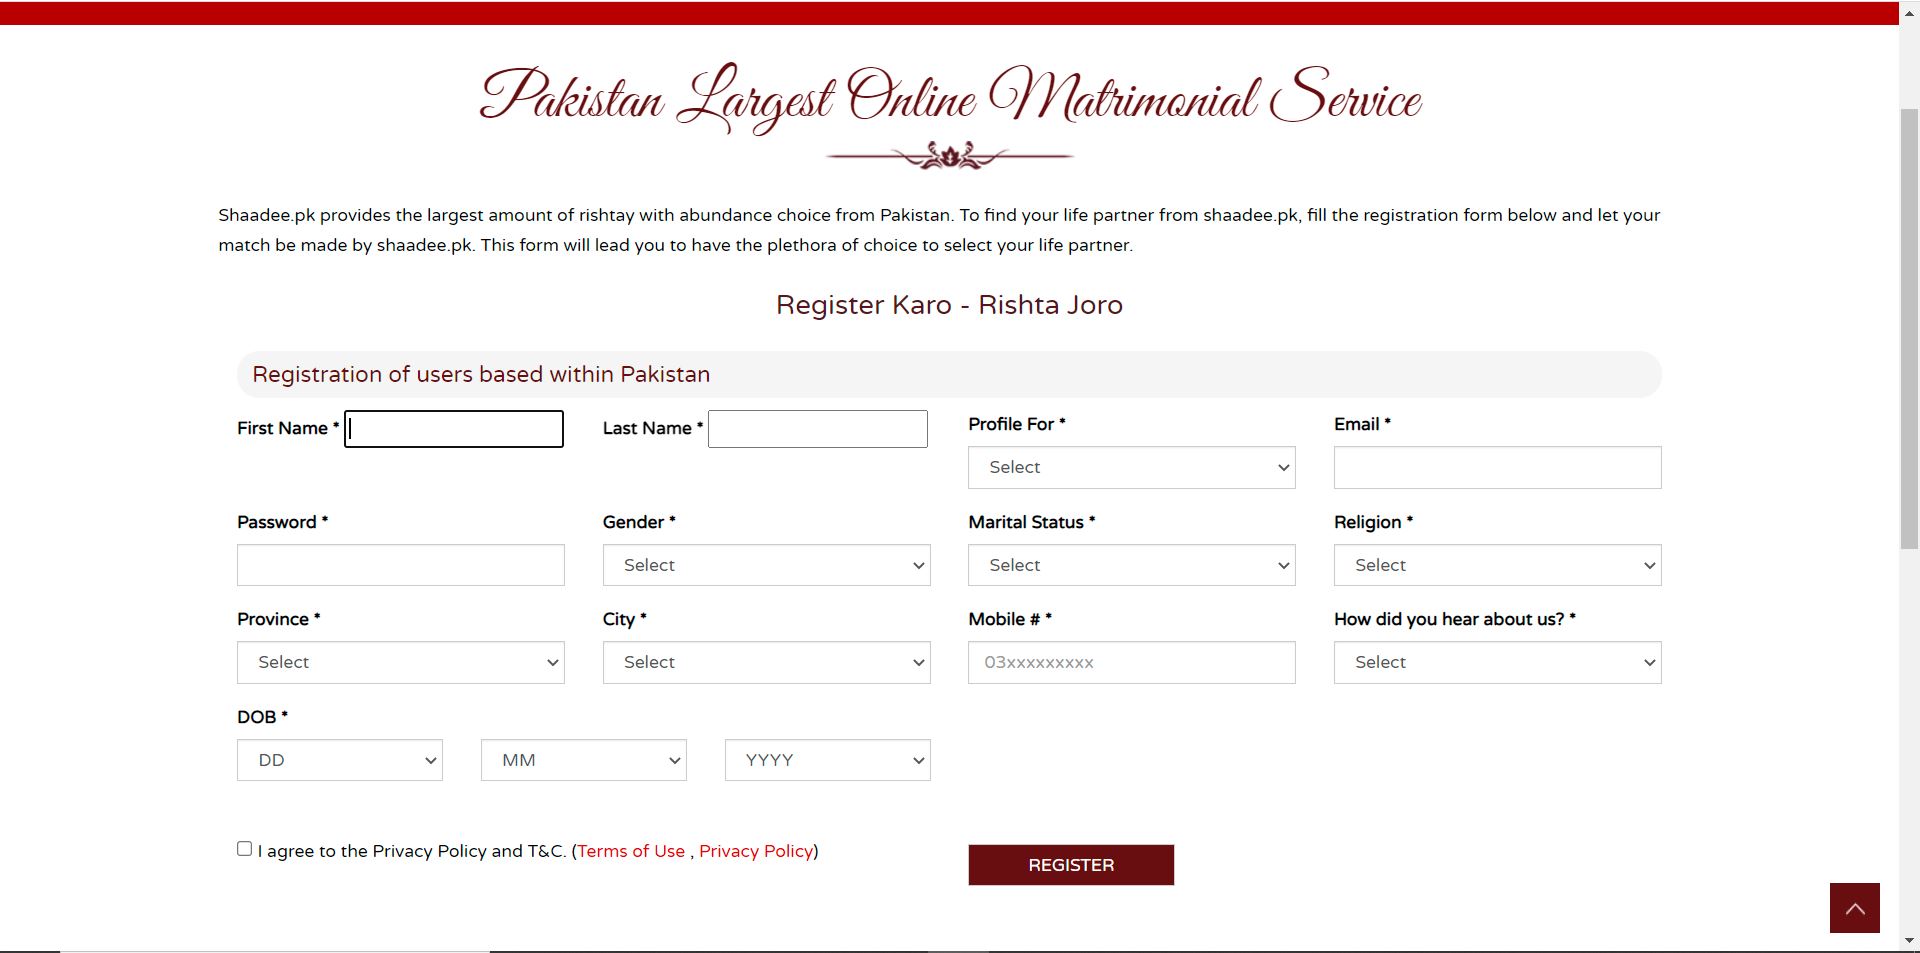 Pakistan Largest Online Matrimonial Service
Shaadee.pk provides the largest amount of rishtay with abundance choice from Pakistan. To find your life partner from shaadee.pk, fill the registration form below and let your
match be made by shaadee.pk. This form will lead you to have the plethora of choice to select your life partner.
Register Karo - Rishta Joro
Registration of users based within Pakistan
First Name * Last Name * Profile For * Email *
Select
Password * Gender * Marital Status * Religion *
Select Select Select
Province * City * Mobile # * How did you hear about us? *
Select Select 03xxxxxxxxx Select
DOB *
DD MM YYYY
I agree to the Privacy Policy and T&C. (Terms of Use , Privacy Policy)
REGISTER